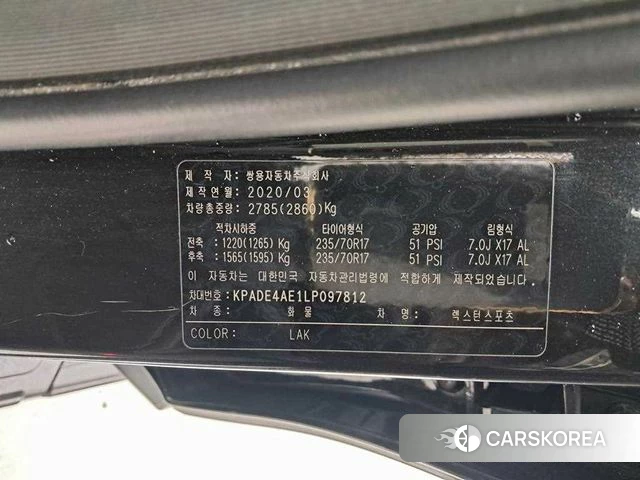 제 작 자: 쌍용자동차주식회사
제작연월: 2020/03
차량총중량: 2785(2860)Kg
적차시하중 타이어형식 공기압 림형식
전축: 1220(1265) Kg 235/70R17 51 PSI 7.0J X17 AL
후축: 1565(1595) Kg 235/70R17 51 PSI 7.0J X17 AL
이 자동차는 대한민국 자동차관리법령에 적합하게 제작되었습니다.
차대번호: KPADE4AE1LP097812
차 종: 화 물 차 명: 렉스턴스포츠
COLOR: LAK
CARSKOREA